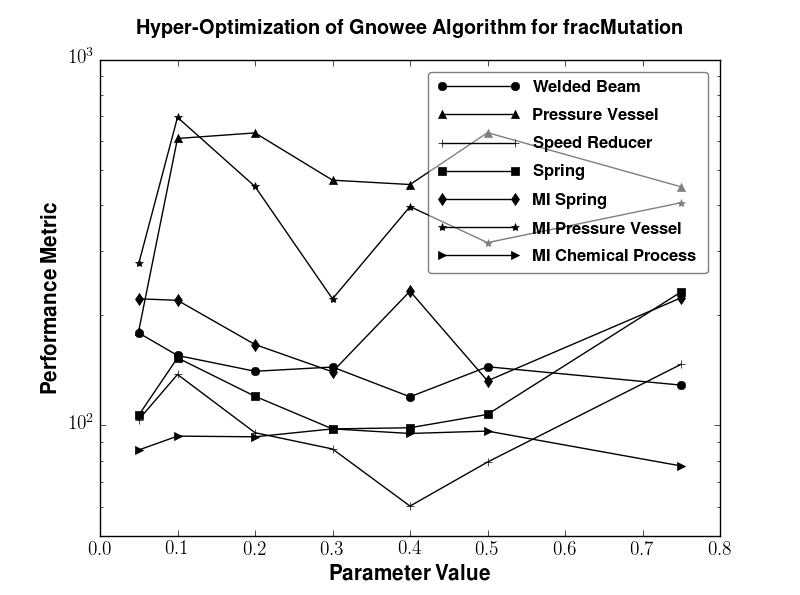 Hyper-Optimization of Gnowee Algorithm for fracMutation
10^3
Welded Beam
Pressure Vessel
Speed Reducer
Spring
MI Spring
MI Pressure Vessel
MI Chemical Process
Performance Metric
10^2
0.0 0.1 0.2 0.3 0.4 0.5 0.6 0.7 0.8
Parameter Value